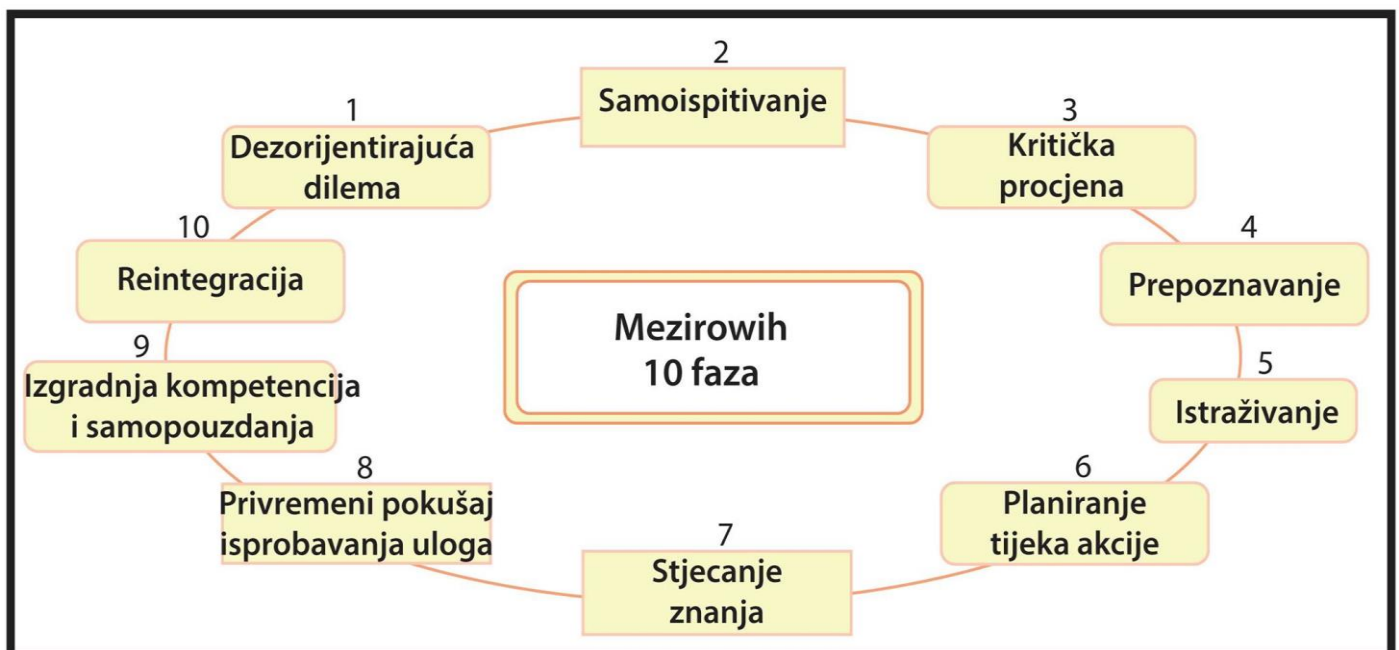 1
Dezorijentirajuća
dilema
2
Samoispitivanje
3
Kritička
procjena
4
Prepoznavanje
5
Istraživanje
6
Planiranje
tijeka akcije
7
Stjecanje
znanja
8
Privremeni pokušaj
isprobavanja uloga
9
Izgradnja kompetencija
i samopouzdanja
10
Reintegracija
Mezirowih
10 faza